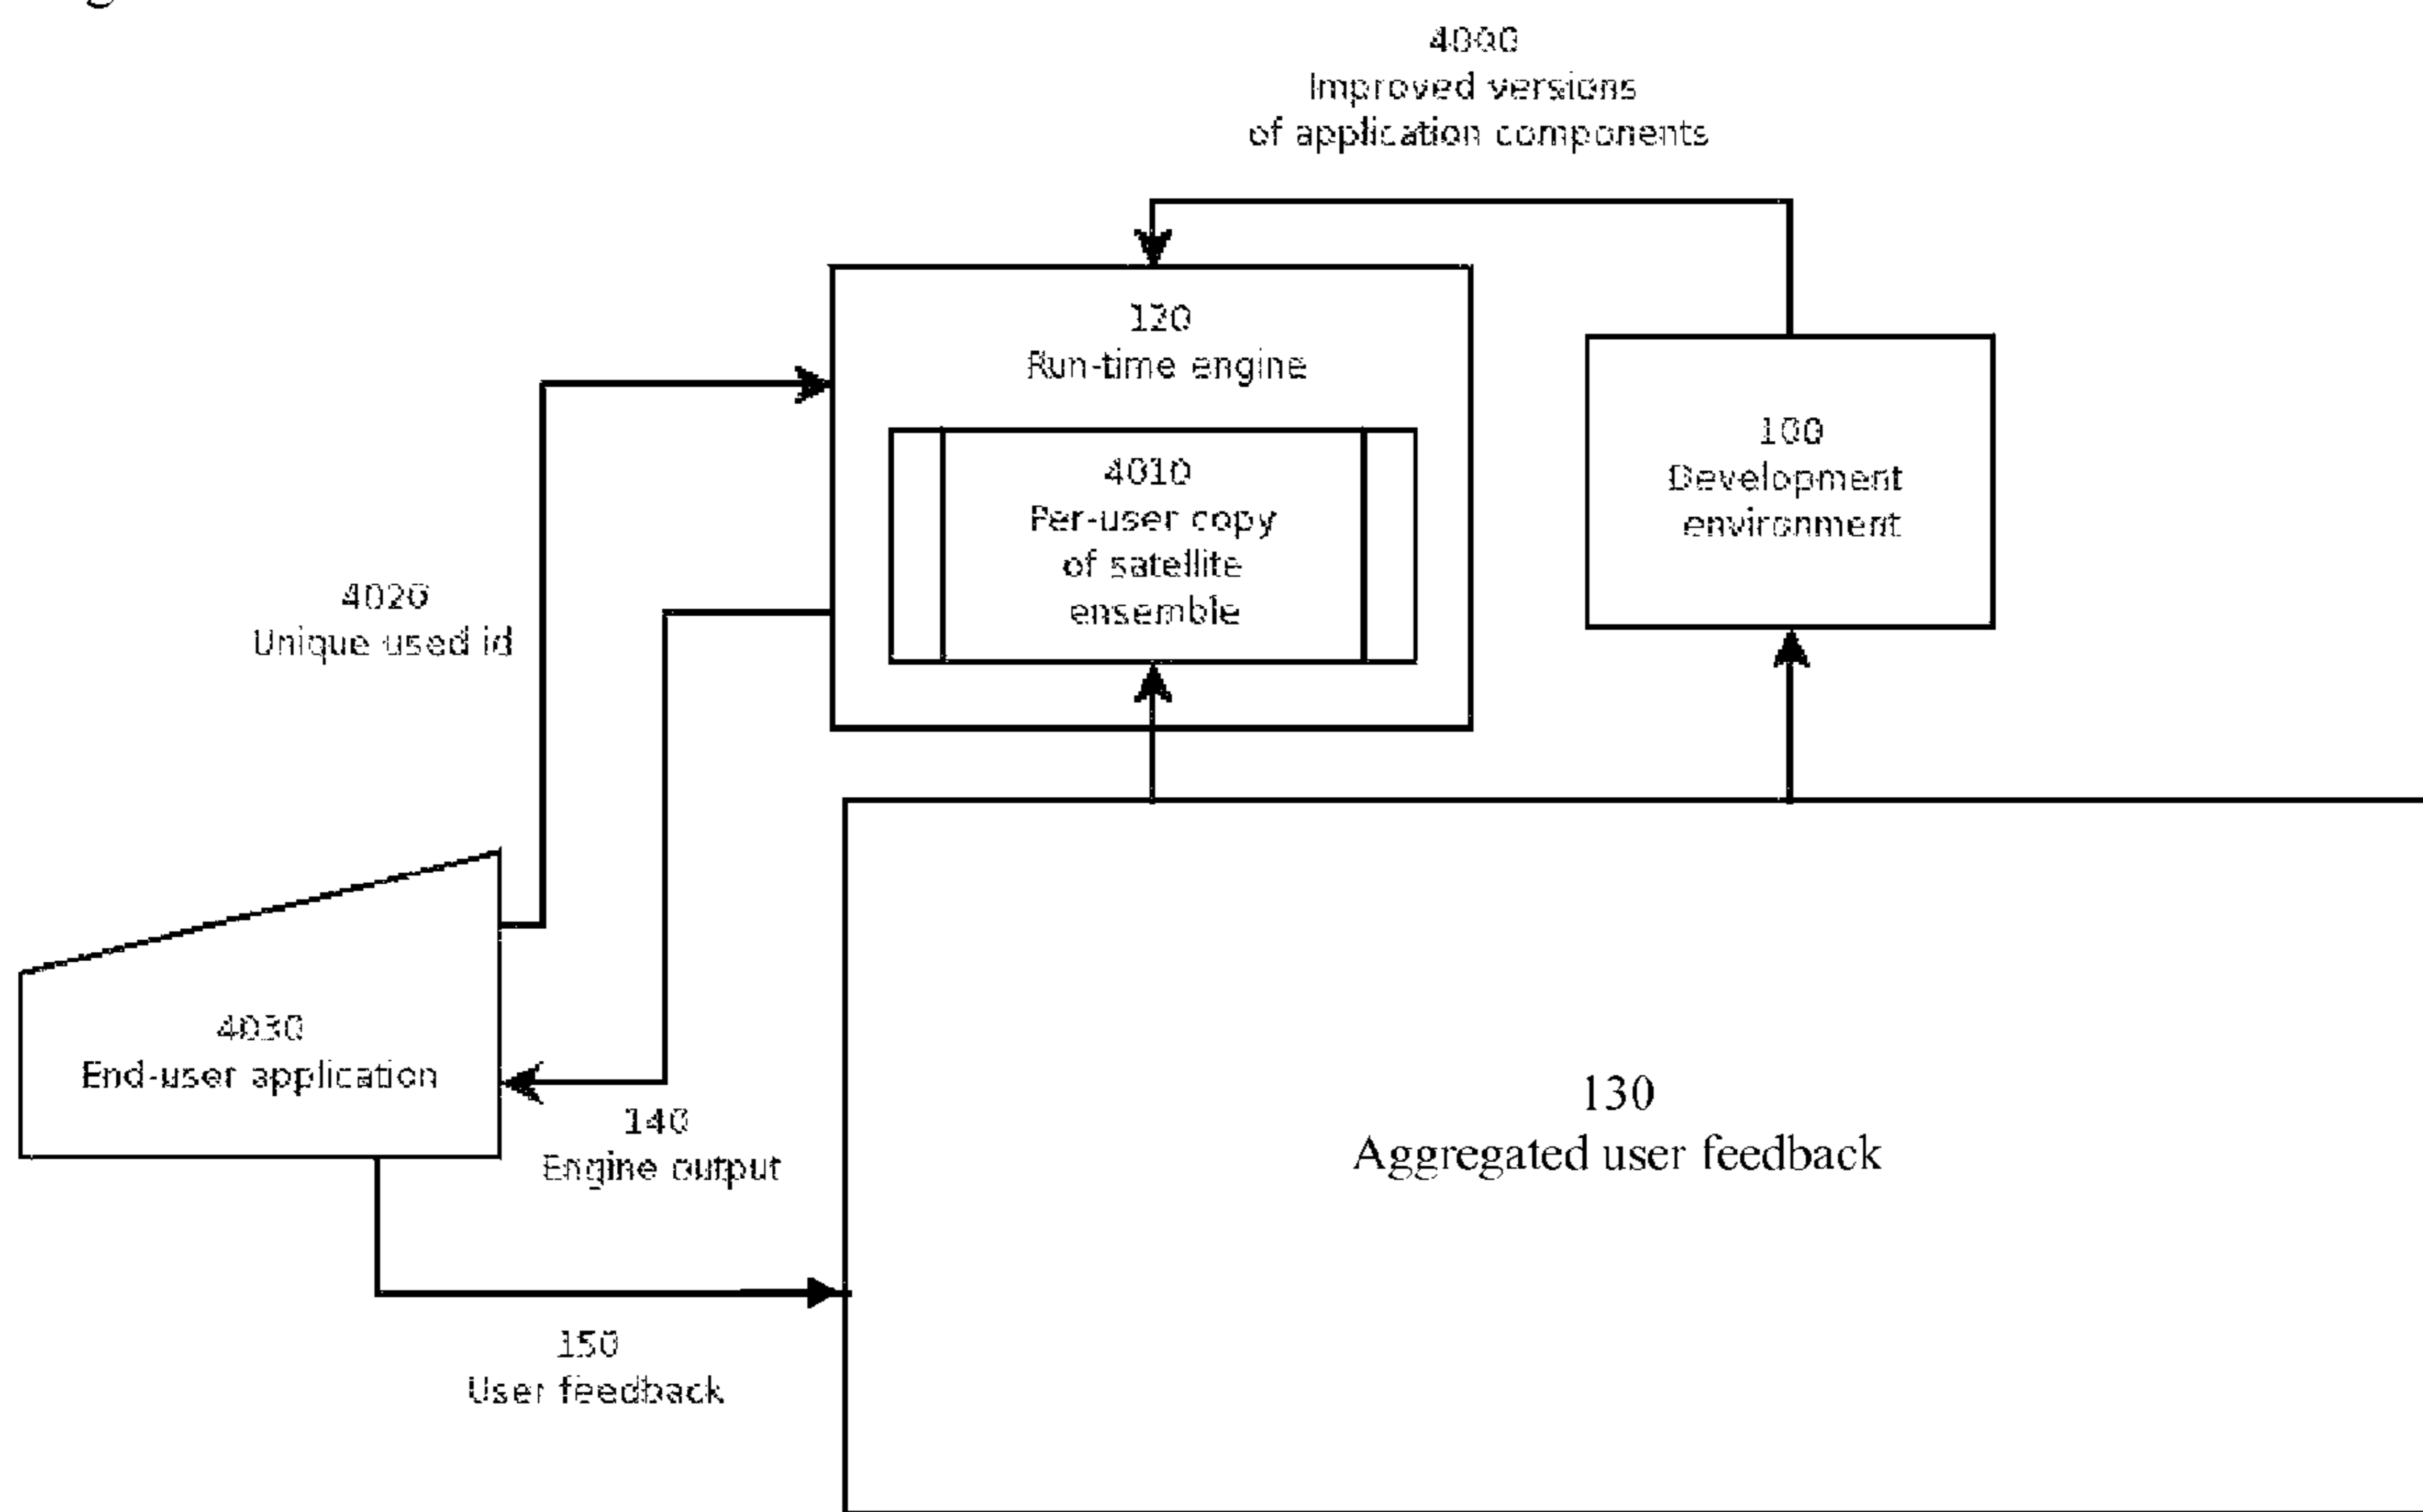 4000
Improved versions
of application components
120
Run-time engine
4010
Per-user copy
of satellite
ensemble
100
Development
environment
4020
Unique used id
4030
End-user application
140
Engine output
130
Aggregated user feedback
150
User feedback